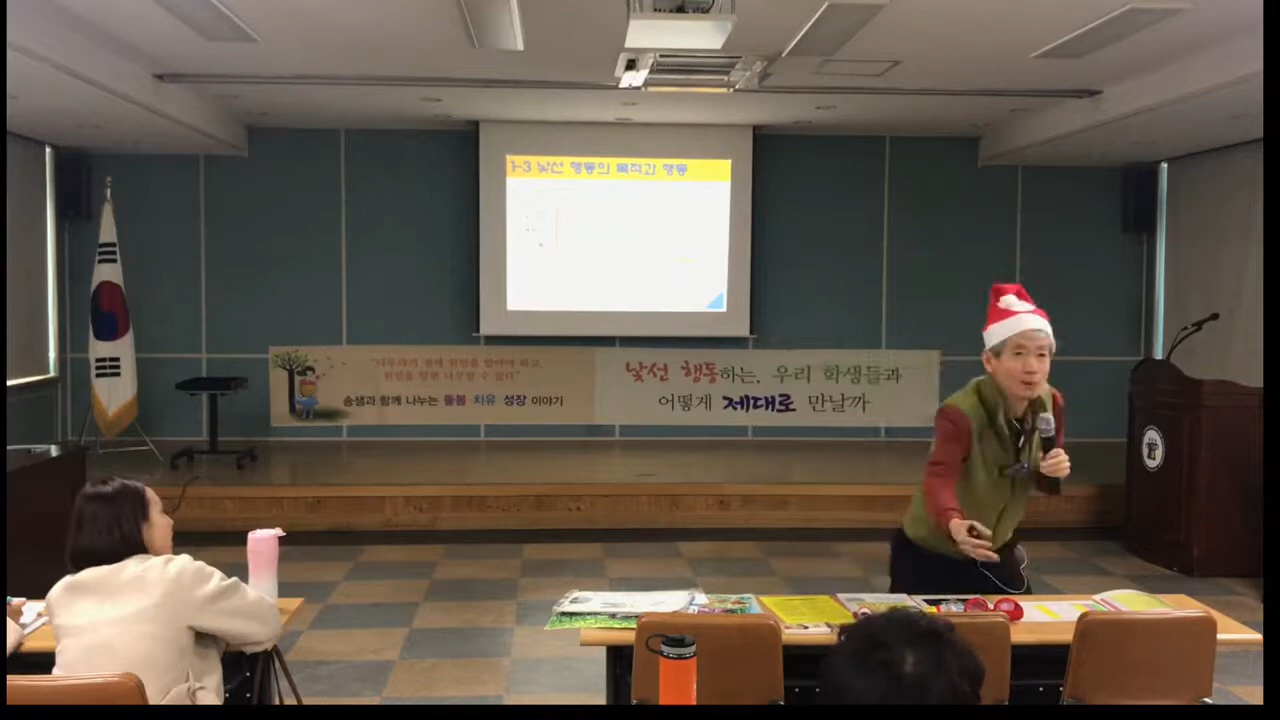 1-3 낯선 행동의 목적과 행동
"나무라기 전에 원인을 알아야 하고,
원인을 알면 나무랄 수 없다"
송샘과 함께 나누는 돌봄 치유 성장 이야기
낯선 행동하는, 우리 학생들과
어떻게 제대로 만날까